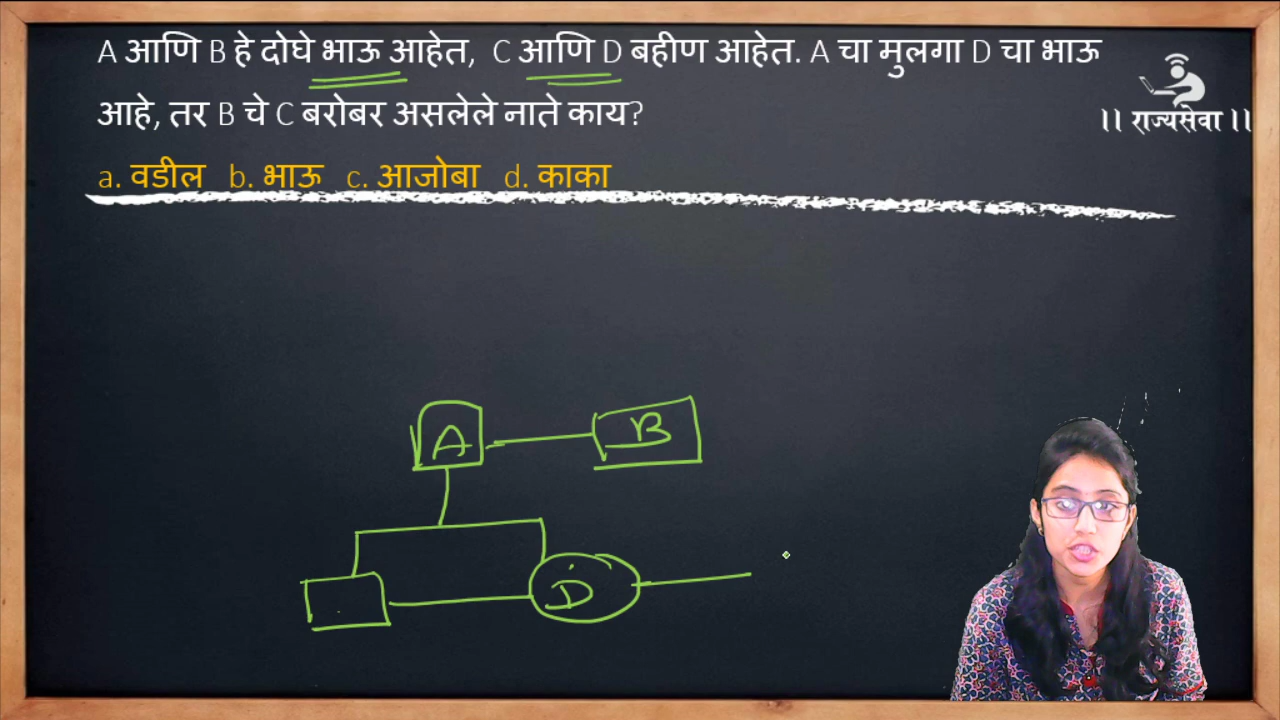 A आणि B हे दोघे भाऊ आहेत, C आणि D बहीण आहेत. A चा मुलगा D चा भाऊ
आहे, तर B चे C बरोबर असलेले नाते काय?
a. वडील b. भाऊ c. आजोबा d. काका
।। राज्यसेवा ।।
A B
D